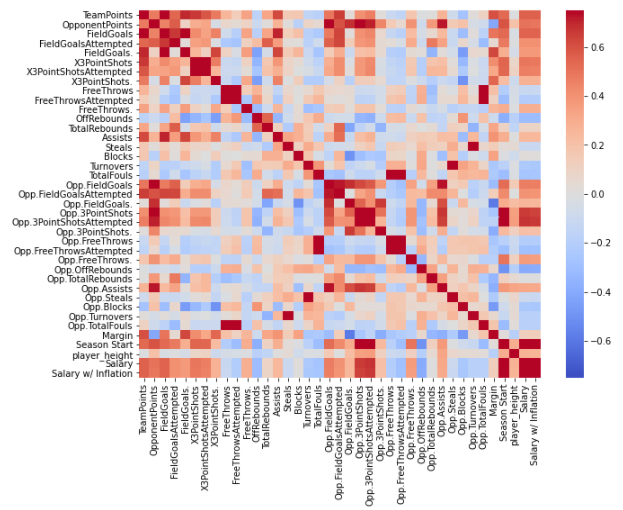 TeamPoints
OpponentPoints
FieldGoals
FieldGoalsAttempted
FieldGoals.
X3PointShots
X3PointShotsAttempted
X3PointShots.
FreeThrows
FreeThrowsAttempted
FreeThrows.
OffRebounds
TotalRebounds
Assists
Steals
Blocks
Turnovers
TotalFouls
Opp.FieldGoals
Opp.FieldGoalsAttempted
Opp.FieldGoals.
Opp.3PointShots
Opp.3PointShotsAttempted
Opp.3PointShots.
Opp.FreeThrows
Opp.FreeThrowsAttempted
Opp.FreeThrows.
Opp.OffRebounds
Opp.TotalRebounds
Opp.Assists
Opp.Steals
Opp.Blocks
Opp.Turnovers
Opp.TotalFouls
Margin
Season Start
player_height
Salary
Salary w/ Inflation
TeamPoints
OpponentPoints
FieldGoals
FieldGoalsAttempted
FieldGoals.
X3PointShots
X3PointShotsAttempted
X3PointShots.
FreeThrows
FreeThrowsAttempted
FreeThrows.
OffRebounds
TotalRebounds
Assists
Steals
Blocks
Turnovers
TotalFouls
Opp.FieldGoals
Opp.FieldGoalsAttempted
Opp.FieldGoals.
Opp.3PointShots
Opp.3PointShotsAttempted
Opp.3PointShots.
Opp.FreeThrows
Opp.FreeThrowsAttempted
Opp.FreeThrows.
Opp.OffRebounds
Opp.TotalRebounds
Opp.Assists
Opp.Steals
Opp.Blocks
Opp.Turnovers
Opp.TotalFouls
Margin
Season Start
player_height
Salary
Salary w/ Inflation
0.6
0.4
0.2
0.0
−0.2
−0.4
−0.6